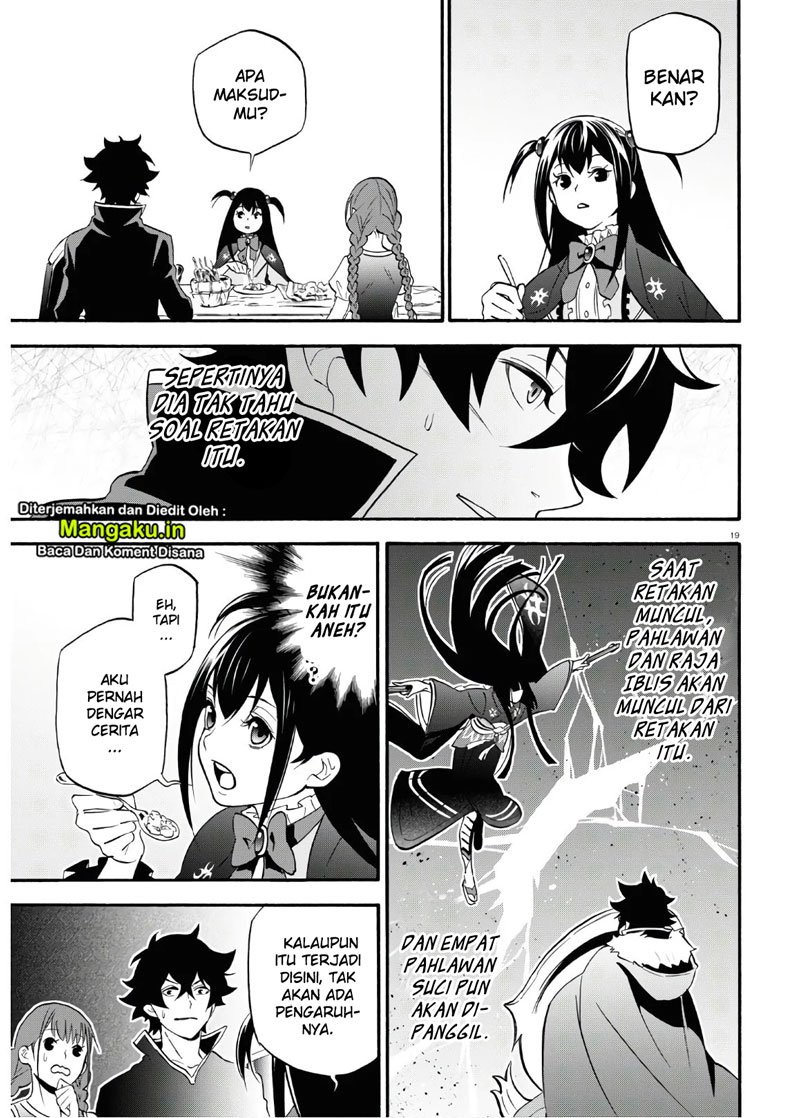 BENAR
KAN?
APA
MAKSUD-
MU?
SEPERTINYA
DIA TAK TAHU
SOAL RETAKAN
ITU.
Diterjemahkan dan Diedit Oleh :
Mangaku.in
Baca Dan Koment Disana
19
SAAT
RETAKAN
MUNCUL,
PAHLAWAN
DAN RAJA
IBLIS AKAN
MUNCUL DARI
RETAKAN
ITU.
DAN EMPAT
PAHLAWAN
SUCI PUN
AKAN DI-
PANGGIL.
BUKAN-
KAH ITU
ANEH?
?
EH,
TAPI
...
AKU
PERNAH
DENGAR
CERITA
...
KALAUPUN
ITU TERJADI
DISINI, TAK
AKAN ADA
PENGARUH-
NYA.